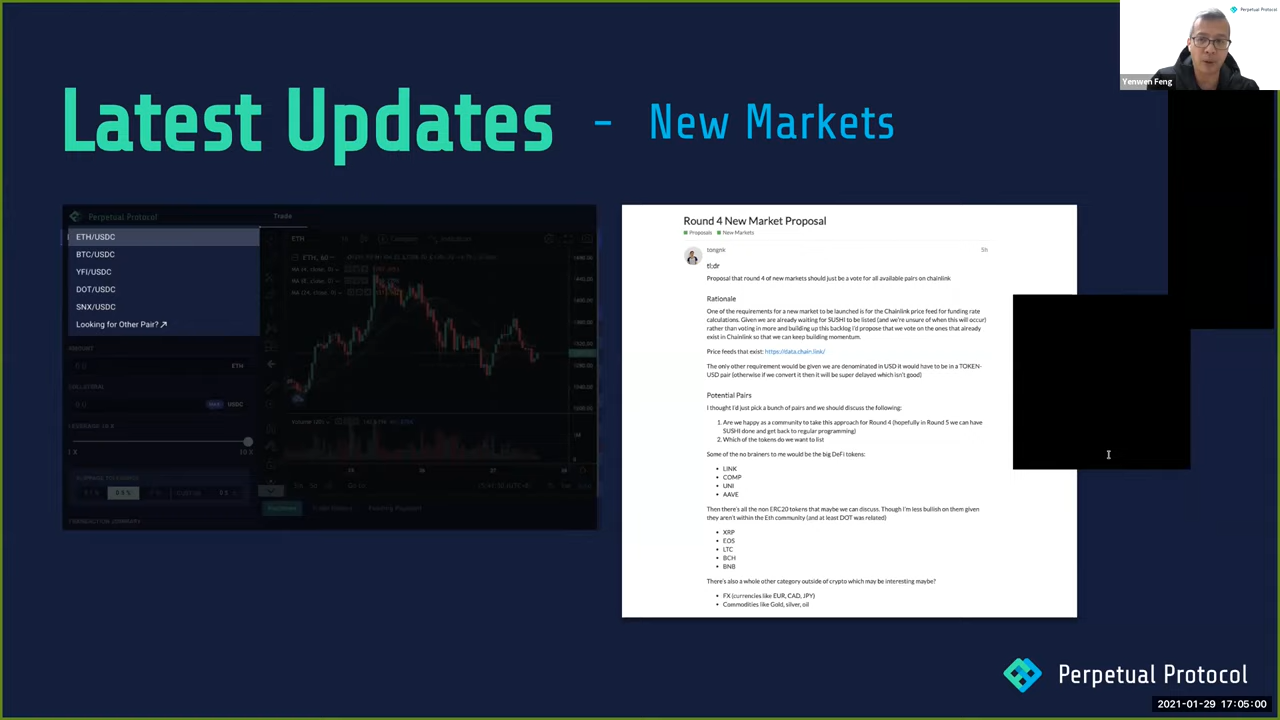 Perpetual Protocol
Yenwen Feng
Latest Updates - New Markets
Perpetual Protocol
Trade
ETH/USDC
BTC/USDC
YFI/USDC
DOT/USDC
SNX/USDC
Looking for Other Pair?
ETH
COLLATERAL
USDC
1 X
10 X
TRANSACTION SUMMARY
Round 4 New Market Proposal
Proposals New Markets
tongnk
5h
tl;dr
Proposal that round 4 of new markets should just be a vote for all available pairs on chainlink
Rationale
One of the requirements for a new market to be launched is for the Chainlink price feed for funding rate
calculations. Given we are already waiting for SUSHI to be listed (and we're unsure of when this will occur)
rather than voting in more and building up this backlog I'd propose that we vote on the ones that already
exist in Chainlink so that we can keep building momentum.
Price feeds that exist: https://data.chain.link/
The only other requirement would be given we are denominated in USD it would have to be in a TOKEN-
USD pair (otherwise if we convert it then it will be super delayed which isn't good)
Potential Pairs
I thought I'd just pick a bunch of pairs and we should discuss the following:
1. Are we happy as a community to take this approach for Round 4 (hopefully in Round 5 we can have
SUSHI done and get back to regular programming)
2. Which of the tokens do we want to list
Some of the no brainers to me would be the big DeFi tokens:
• LINK
• COMP
• UNI
• AAVE
Then there's all the non ERC20 tokens that maybe we can discuss. Though I'm less bullish on them given
they aren't within the Eth community (and at least DOT was related)
• XRP
• EOS
• LTC
• BCH
• BNB
There's also a whole other category outside of crypto which may be interesting maybe?
• FX (currencies like EUR, CAD, JPY)
• Commodities like Gold, silver, oil
Perpetual Protocol
2021-01-29 17:05:00